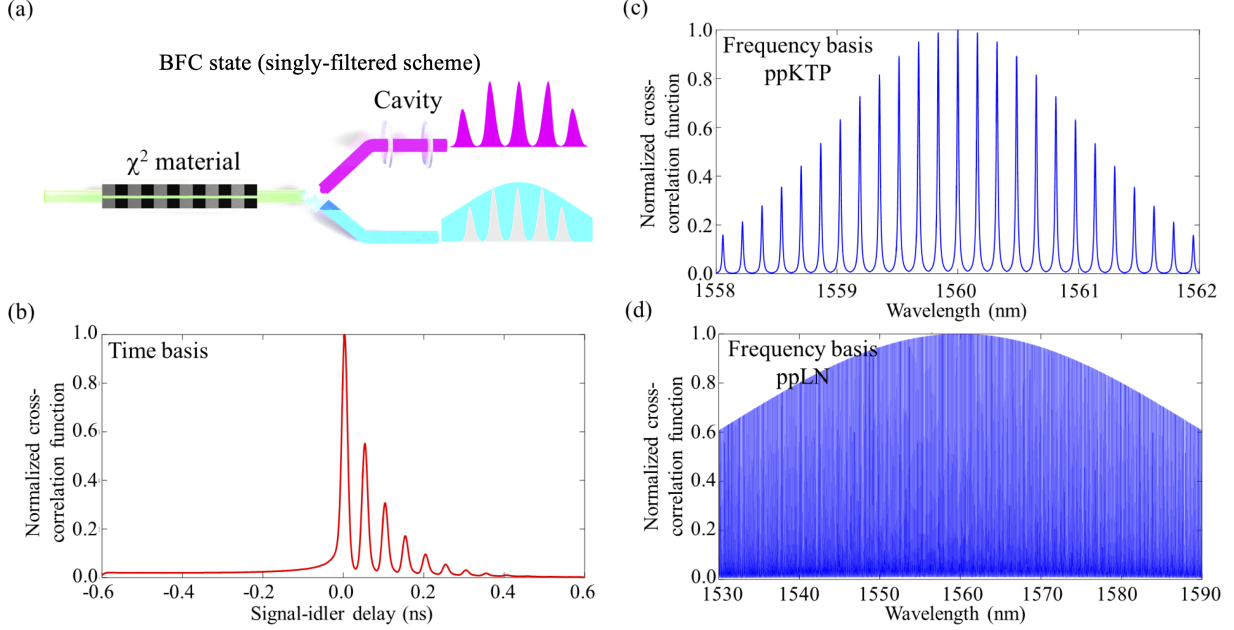 (a)
BFC state (singly-filtered scheme)
Cavity
χ² material
(b)
Time basis
Normalized cross-
correlation function
1.0
0.8
0.6
0.4
0.2
0.0
-0.6 -0.4 -0.2 0.0 0.2 0.4 0.6
Signal-idler delay (ns)
(c)
Frequency basis
ppKTP
Normalized cross-
correlation function
1.0
0.8
0.6
0.4
0.2
0.0
1558 1559 1560 1561 1562
Wavelength (nm)
(d)
Frequency basis
ppLN
Normalized cross-
correlation function
1.0
0.8
0.6
0.4
0.2
0.0
1530 1540 1550 1560 1570 1580 1590
Wavelength (nm)